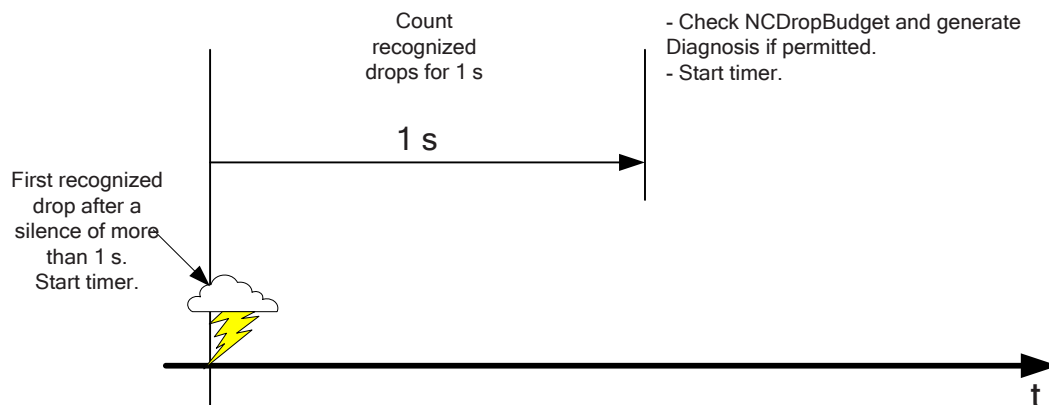 Count
recognized
drops for 1 s
- Check NCDropBudget and generate
Diagnosis if permitted.
- Start timer.
1 s
First recognized
drop after a
silence of more
than 1 s.
Start timer.
t